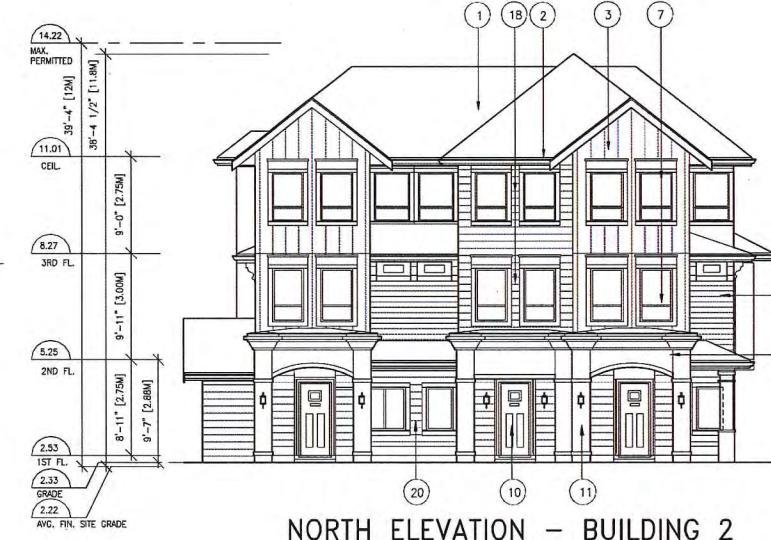 1 18 2 3 7
14.22
MAX.
PERMITTED
39'-4" [12M]
38'-4 1/2" [11.8M]
11.01
CEIL.
9'-0" [2.75M]
8.27
3RD FL.
9'-11" [3.00M]
5.25
2ND FL.
8'-11" [2.75M]
9'-7" [2.88M]
2.53
1ST FL.
2.33
GRADE
2.22
AVG. FIN. SITE GRADE
20 10 11
NORTH ELEVATION – BUILDING 2